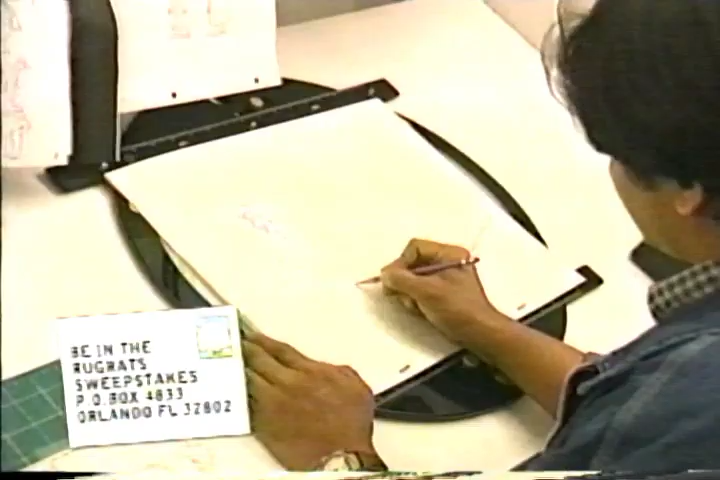 BE IN THE
RUGRATS
SWEEPSTAKES
P.O.BOX 4833
ORLANDO FL 32802